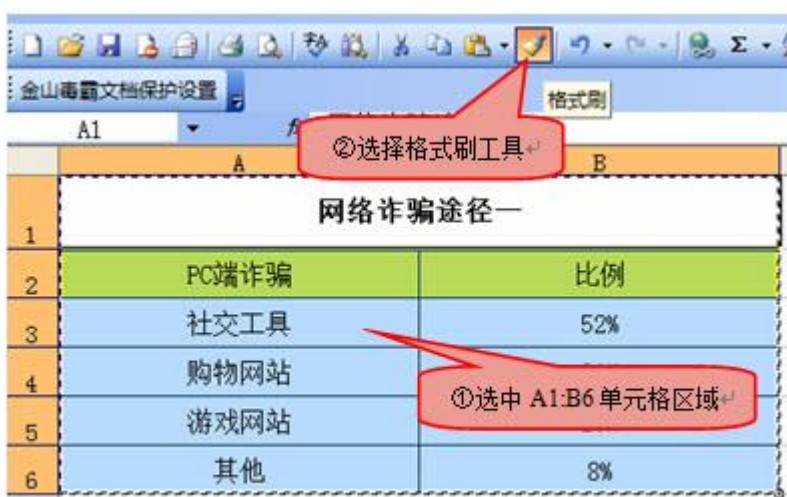 金山毒霸文档保护设置
格式刷
A1
②选择格式刷工具
A B
1 网络诈骗途径一
2 PC端诈骗 比例
3 社交工具 52%
4 购物网站
①选中 A1:B6 单元格区域
5 游戏网站
6 其他 8%